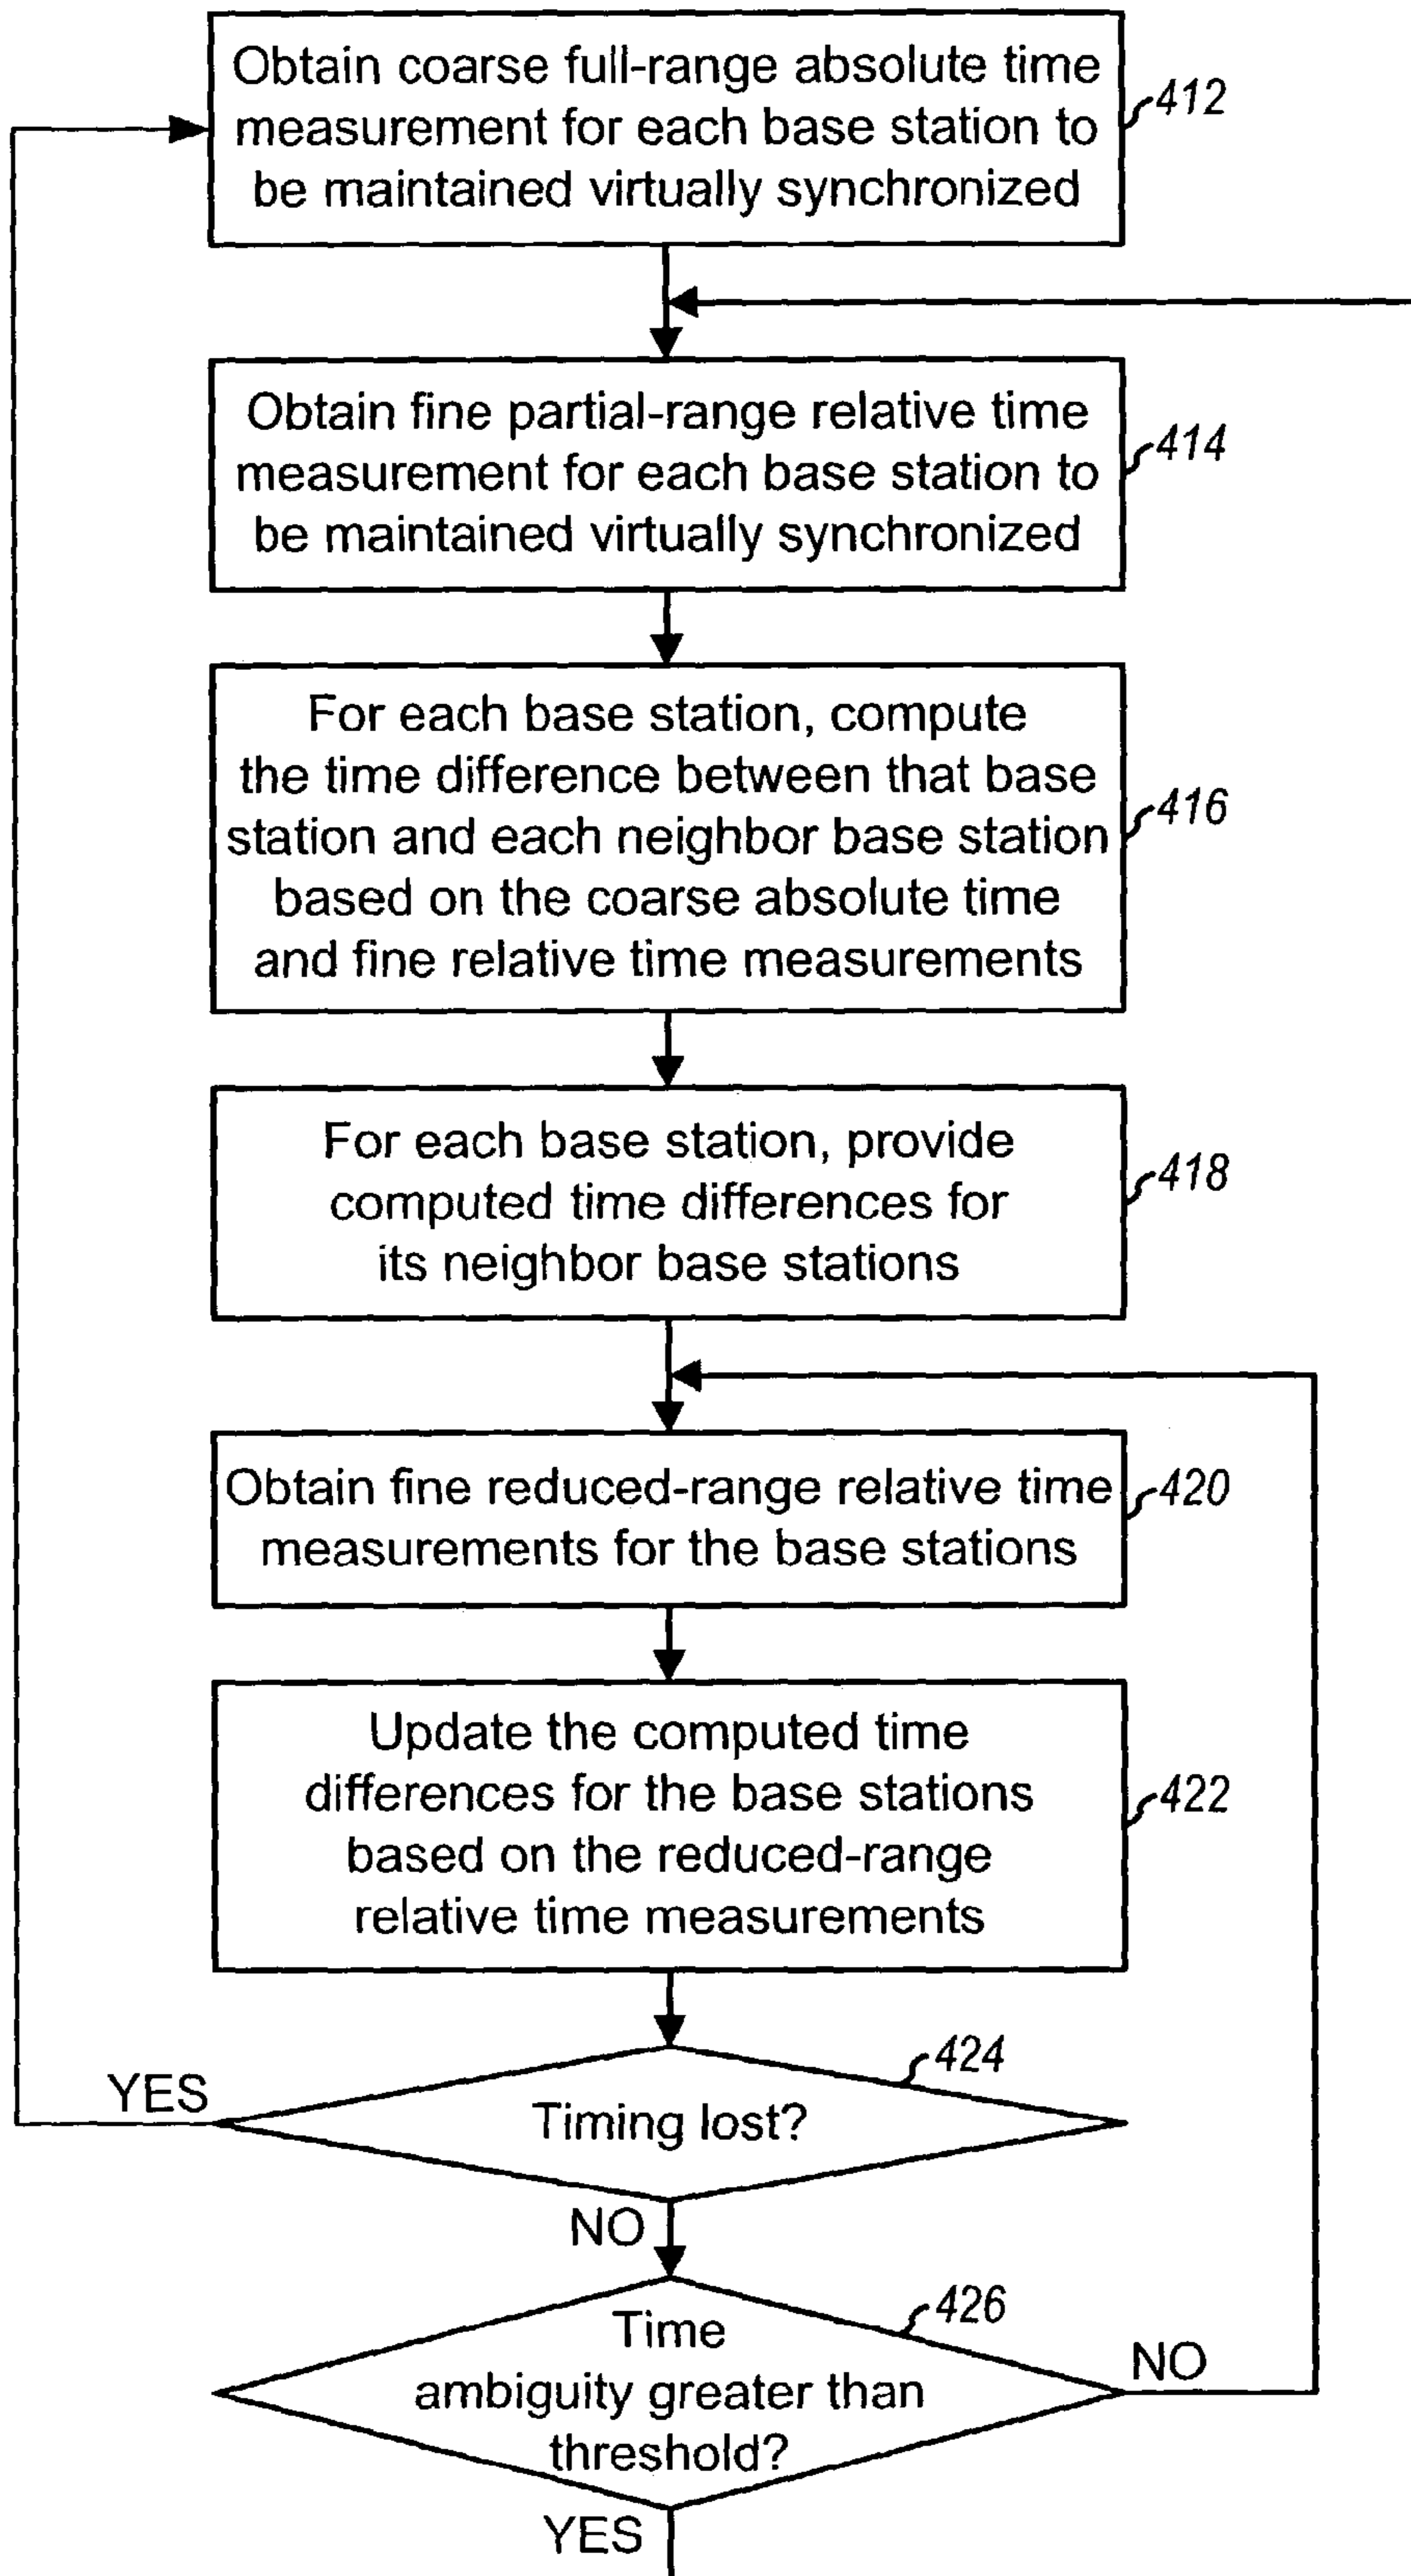 Obtain coarse full-range absolute time
measurement for each base station to
be maintained virtually synchronized
412
Obtain fine partial-range relative time
measurement for each base station to
be maintained virtually synchronized
414
For each base station, compute
the time difference between that base
station and each neighbor base station
based on the coarse absolute time
and fine relative time measurements
416
For each base station, provide
computed time differences for
its neighbor base stations
418
Obtain fine reduced-range relative time
measurements for the base stations
420
Update the computed time
differences for the base stations
based on the reduced-range
relative time measurements
422
424
YES
Timing lost?
NO
426
Time
ambiguity greater than
threshold?
NO
YES